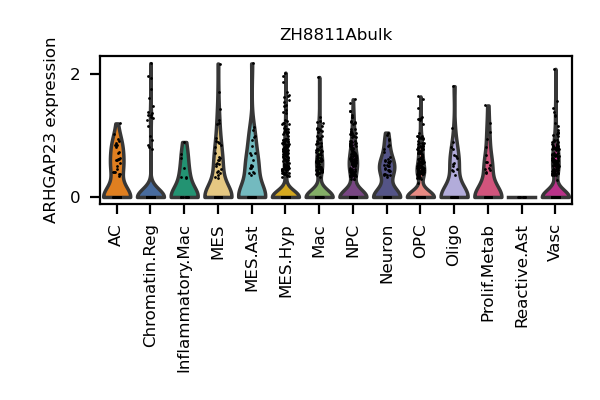 ZH8811Abulk
ARHGAP23 expression
2
0
AC
Chromatin.Reg
Inflammatory.Mac
MES
MES.Ast
MES.Hyp
Mac
NPC
Neuron
OPC
Oligo
Prolif.Metab
Reactive.Ast
Vasc